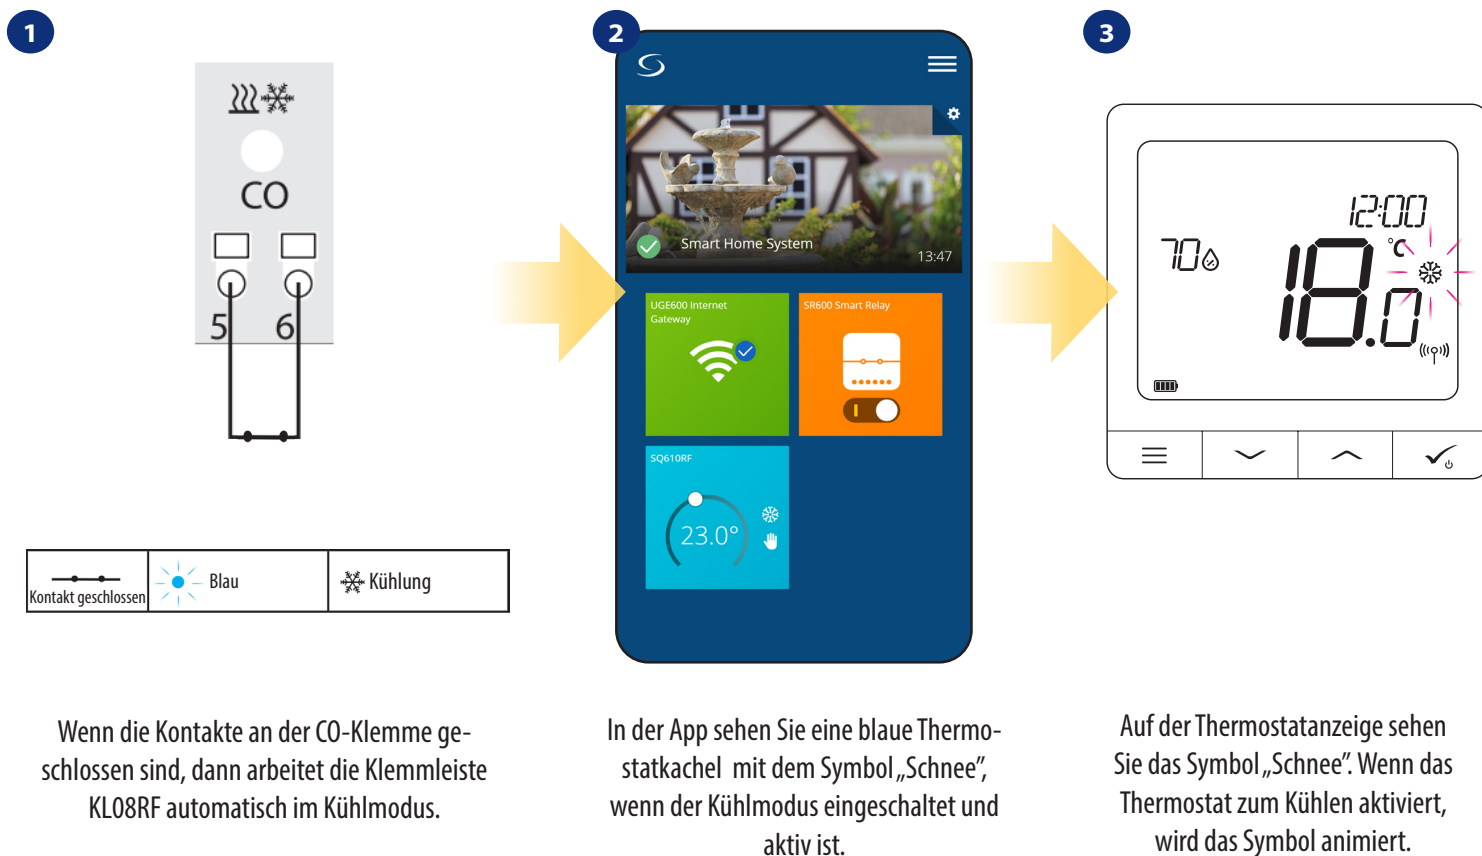 1
CO
5 6
Kontakt geschlossen
Blau
Kühlung
Wenn die Kontakte an der CO-Klemme ge-
schlossen sind, dann arbeitet die Klemmleiste
KL08RF automatisch im Kühlmodus.
2
Smart Home System
13:47
UGE600 Internet
Gateway
SR600 Smart Relay
SQ610RF
23.0°
In der App sehen Sie eine blaue Thermo-
statkachel mit dem Symbol „Schnee”,
wenn der Kühlmodus eingeschaltet und
aktiv ist.
3
12:00
70
°C
18.0
Auf der Thermostatanzeige sehen
Sie das Symbol „Schnee”. Wenn das
Thermostat zum Kühlen aktiviert,
wird das Symbol animiert.